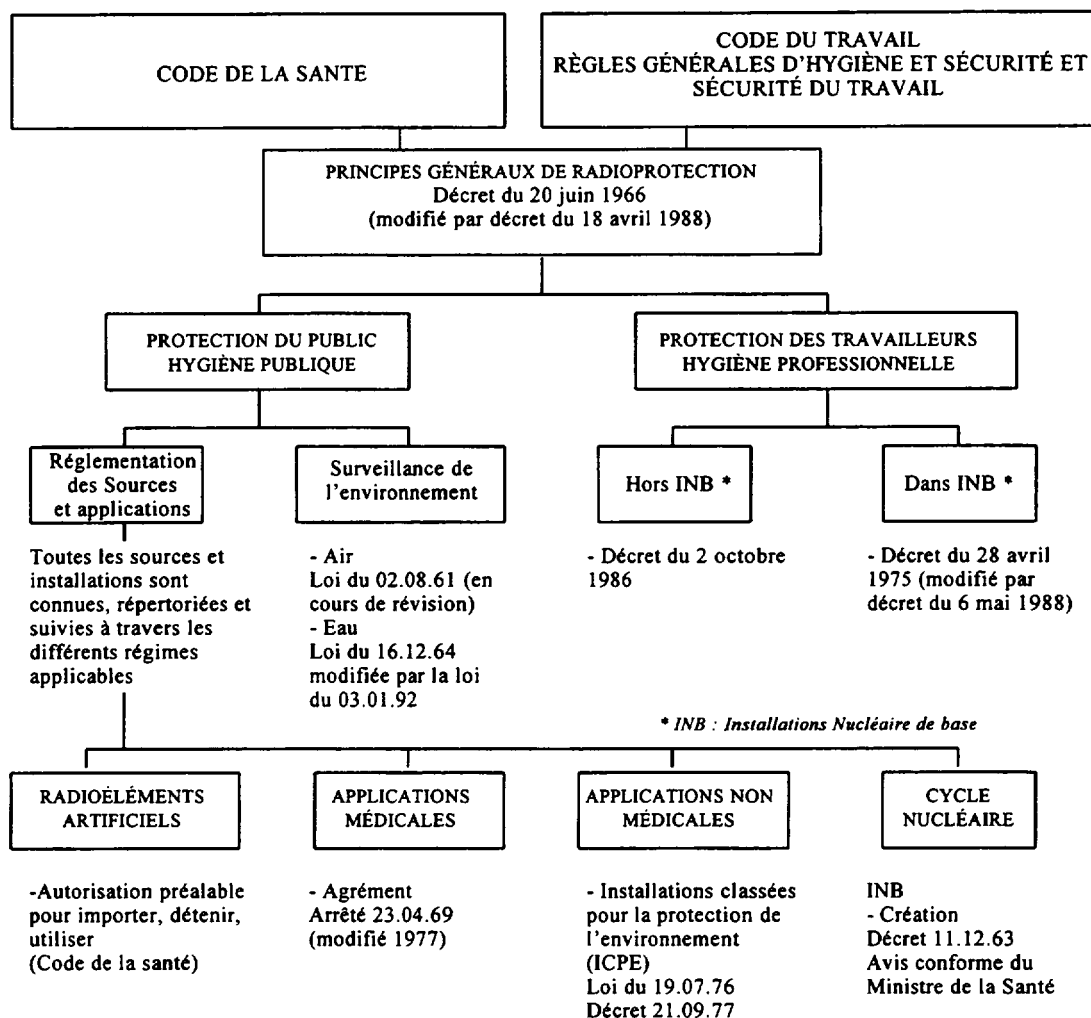 CODE DE LA SANTE
CODE DU TRAVAIL
RÈGLES GÉNÉRALES D'HYGIÈNE ET SÉCURITÉ ET
SÉCURITÉ DU TRAVAIL
PRINCIPES GÉNÉRAUX DE RADIOPROTECTION
Décret du 20 juin 1966
(modifié par décret du 18 avril 1988)
PROTECTION DU PUBLIC
HYGIÈNE PUBLIQUE
PROTECTION DES TRAVAILLEURS
HYGIÈNE PROFESSIONNELLE
Réglementation
des Sources
et applications
Surveillance de
l'environnement
Hors INB *
Dans INB *
Toutes les sources et
installations sont
connues, répertoriées et
suivies à travers les
différents régimes
applicables
- Air
Loi du 02.08.61 (en
cours de révision)
- Eau
Loi du 16.12.64
modifiée par la loi
du 03.01.92
- Décret du 2 octobre
1986
- Décret du 28 avril
1975 (modifié par
décret du 6 mai 1988)
* INB : Installations Nucléaire de base
RADIOÉLÉMENTS
ARTIFICIELS
APPLICATIONS
MÉDICALES
APPLICATIONS NON
MÉDICALES
CYCLE
NUCLÉAIRE
-Autorisation préalable
pour importer, détenir,
utiliser
(Code de la santé)
- Agrément
Arrêté 23.04.69
(modifié 1977)
- Installations classées
pour la protection de
l'environnement
(ICPE)
Loi du 19.07.76
Décret 21.09.77
INB
- Création
Décret 11.12.63
Avis conforme du
Ministre de la Santé